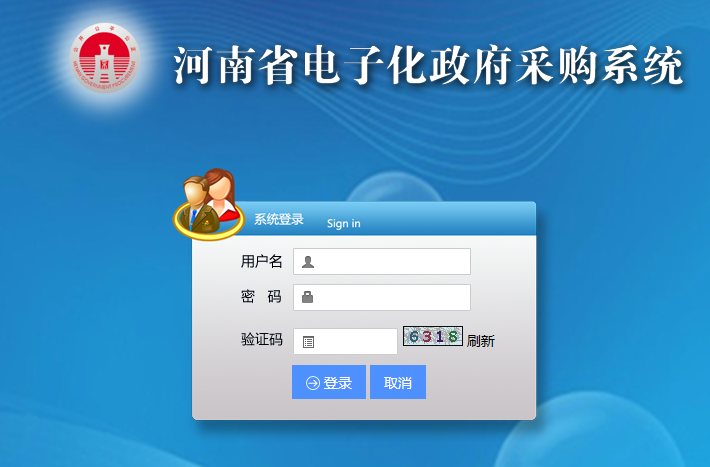 河南省电子化政府采购系统
系统登录 Sign in
用户名
密 码
验证码 6318 刷新
登录 取消